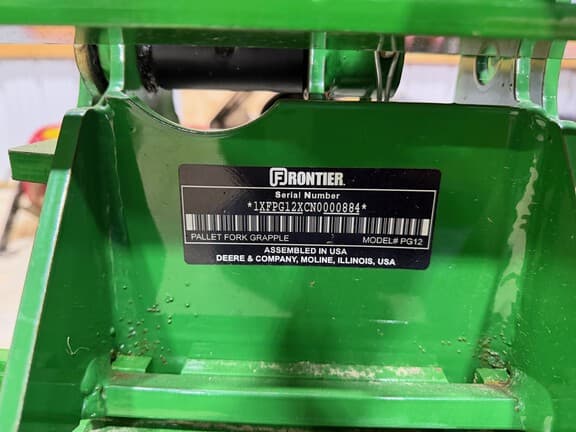 FRONTIER
Serial Number
*1XFPG12XCN0000884*
PALLET FORK GRAPPLE MODEL# PG12
ASSEMBLED IN USA
DEERE & COMPANY, MOLINE, ILLINOIS, USA